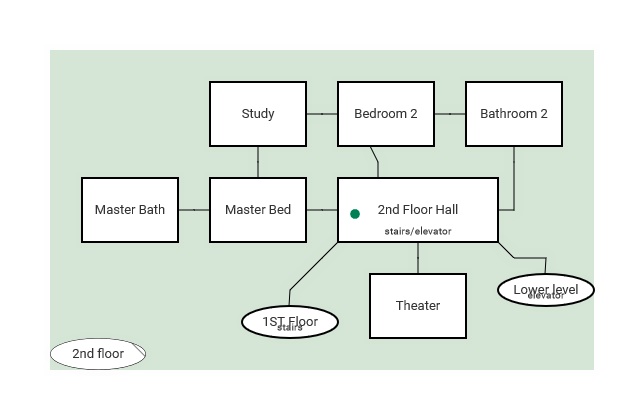 Study
Bedroom 2
Bathroom 2
Master Bath
Master Bed
2nd Floor Hall
stairs/elevator
Lower level
elevator
Theater
1ST Floor
stairs
2nd floor